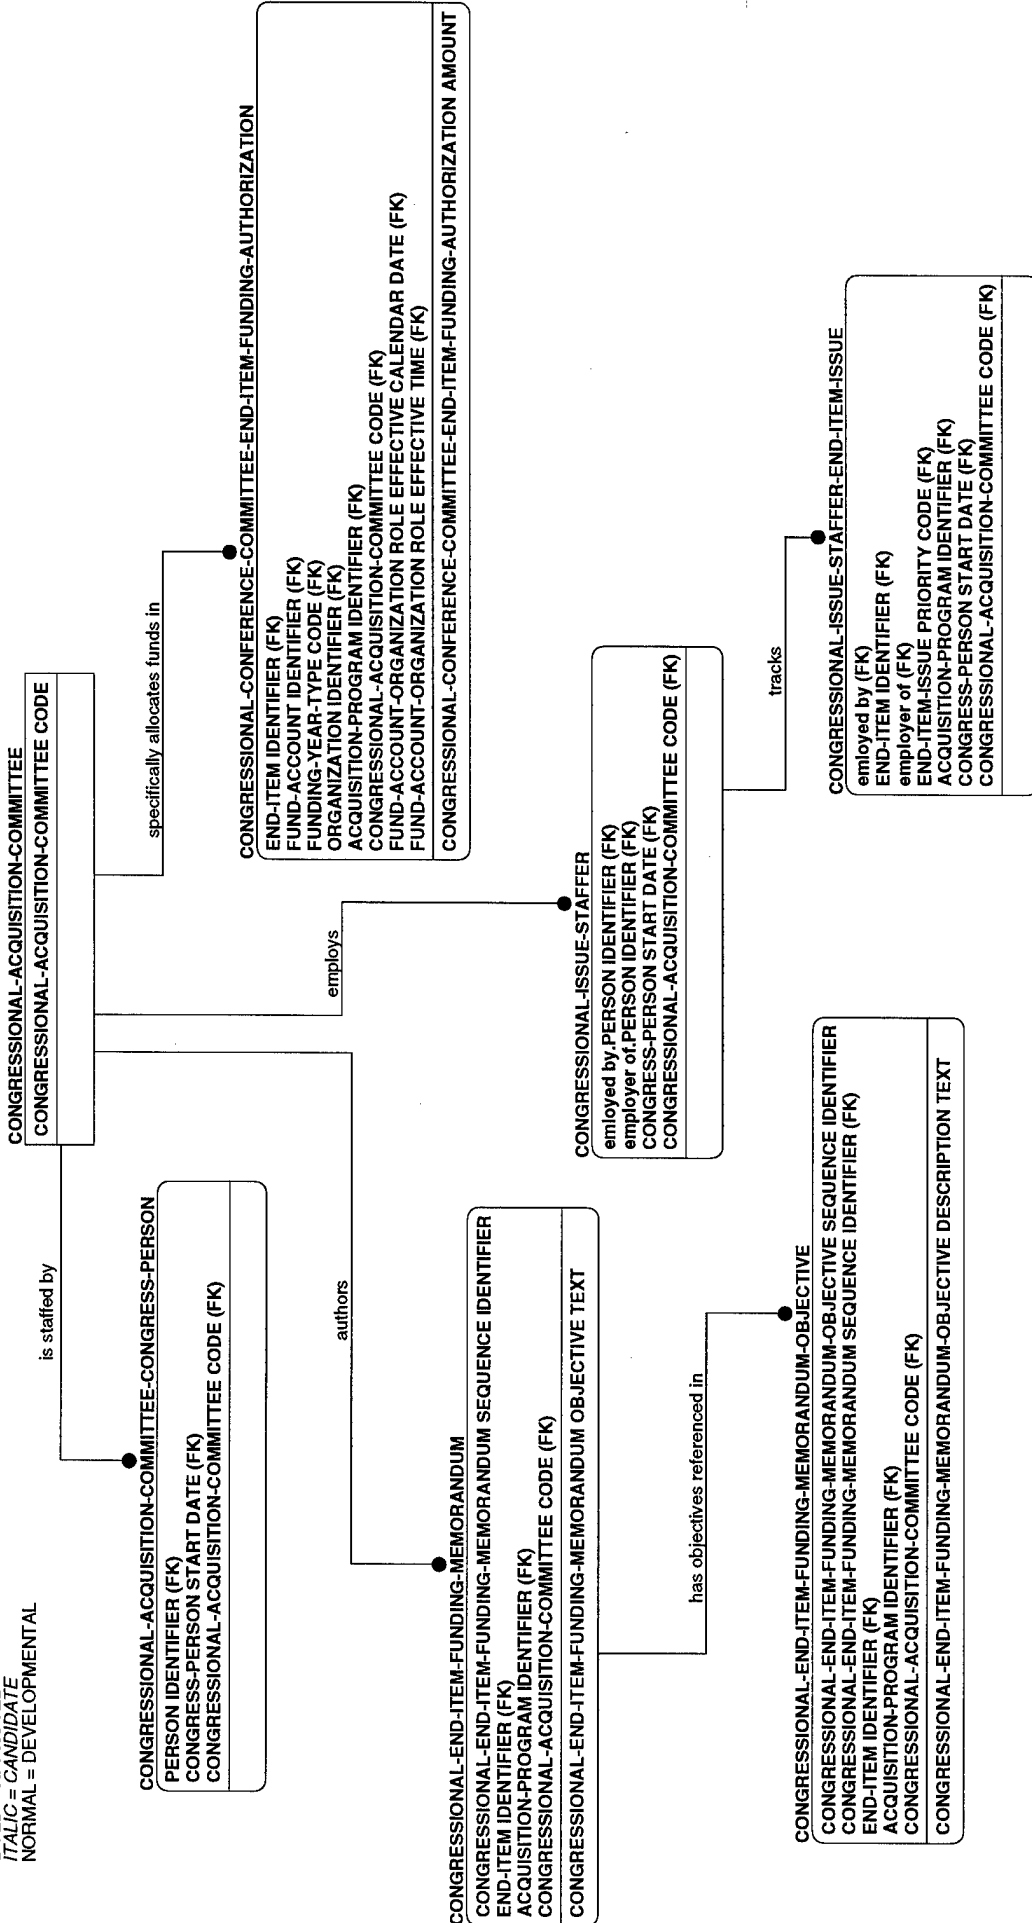 ITALIC = CANDIDATE
NORMAL = DEVELOPMENTAL
CONGRESSIONAL-ACQUISITION-COMMITTEE
CONGRESSIONAL-ACQUISITION-COMMITTEE CODE
is staffed by
specifically allocates funds in
CONGRESSIONAL-ACQUISITION-COMMITTEE-CONGRESS-PERSON
PERSON IDENTIFIER (FK)
CONGRESS-PERSON START DATE (FK)
CONGRESSIONAL-ACQUISITION-COMMITTEE CODE (FK)
CONGRESSIONAL-CONFERENCE-COMMITTEE-END-ITEM-FUNDING-AUTHORIZATION
END-ITEM IDENTIFIER (FK)
FUND-ACCOUNT IDENTIFIER (FK)
FUNDING-YEAR-TYPE CODE (FK)
ORGANIZATION IDENTIFIER (FK)
ACQUISITION-PROGRAM IDENTIFIER (FK)
CONGRESSIONAL-ACQUISITION-COMMITTEE CODE (FK)
FUND-ACCOUNT-ORGANIZATION ROLE EFFECTIVE CALENDAR DATE (FK)
FUND-ACCOUNT-ORGANIZATION ROLE EFFECTIVE TIME (FK)
CONGRESSIONAL-CONFERENCE-COMMITTEE-END-ITEM-FUNDING-AUTHORIZATION AMOUNT
authors
employs
CONGRESSIONAL-END-ITEM-FUNDING-MEMORANDUM
CONGRESSIONAL-END-ITEM-FUNDING-MEMORANDUM SEQUENCE IDENTIFIER
END-ITEM IDENTIFIER (FK)
ACQUISITION-PROGRAM IDENTIFIER (FK)
CONGRESSIONAL-ACQUISITION-COMMITTEE CODE (FK)
CONGRESSIONAL-END-ITEM-FUNDING-MEMORANDUM OBJECTIVE TEXT
CONGRESSIONAL-ISSUE-STAFFER
emloyed by.PERSON IDENTIFIER (FK)
employer of.PERSON IDENTIFIER (FK)
CONGRESS-PERSON START DATE (FK)
CONGRESSIONAL-ACQUISITION-COMMITTEE CODE (FK)
has objectives referenced in
tracks
CONGRESSIONAL-END-ITEM-FUNDING-MEMORANDUM-OBJECTIVE
CONGRESSIONAL-END-ITEM-FUNDING-MEMORANDUM-OBJECTIVE SEQUENCE IDENTIFIER
CONGRESSIONAL-END-ITEM-FUNDING-MEMORANDUM SEQUENCE IDENTIFIER (FK)
END-ITEM IDENTIFIER (FK)
ACQUISITION-PROGRAM IDENTIFIER (FK)
CONGRESSIONAL-ACQUISITION-COMMITTEE CODE (FK)
CONGRESSIONAL-END-ITEM-FUNDING-MEMORANDUM-OBJECTIVE DESCRIPTION TEXT
CONGRESSIONAL-ISSUE-STAFFER-END-ITEM-ISSUE
emloyed by (FK)
END-ITEM IDENTIFIER (FK)
employer of (FK)
END-ITEM-ISSUE PRIORITY CODE (FK)
ACQUISITION-PROGRAM IDENTIFIER (FK)
CONGRESS-PERSON START DATE (FK)
CONGRESSIONAL-ACQUISITION-COMMITTEE CODE (FK)